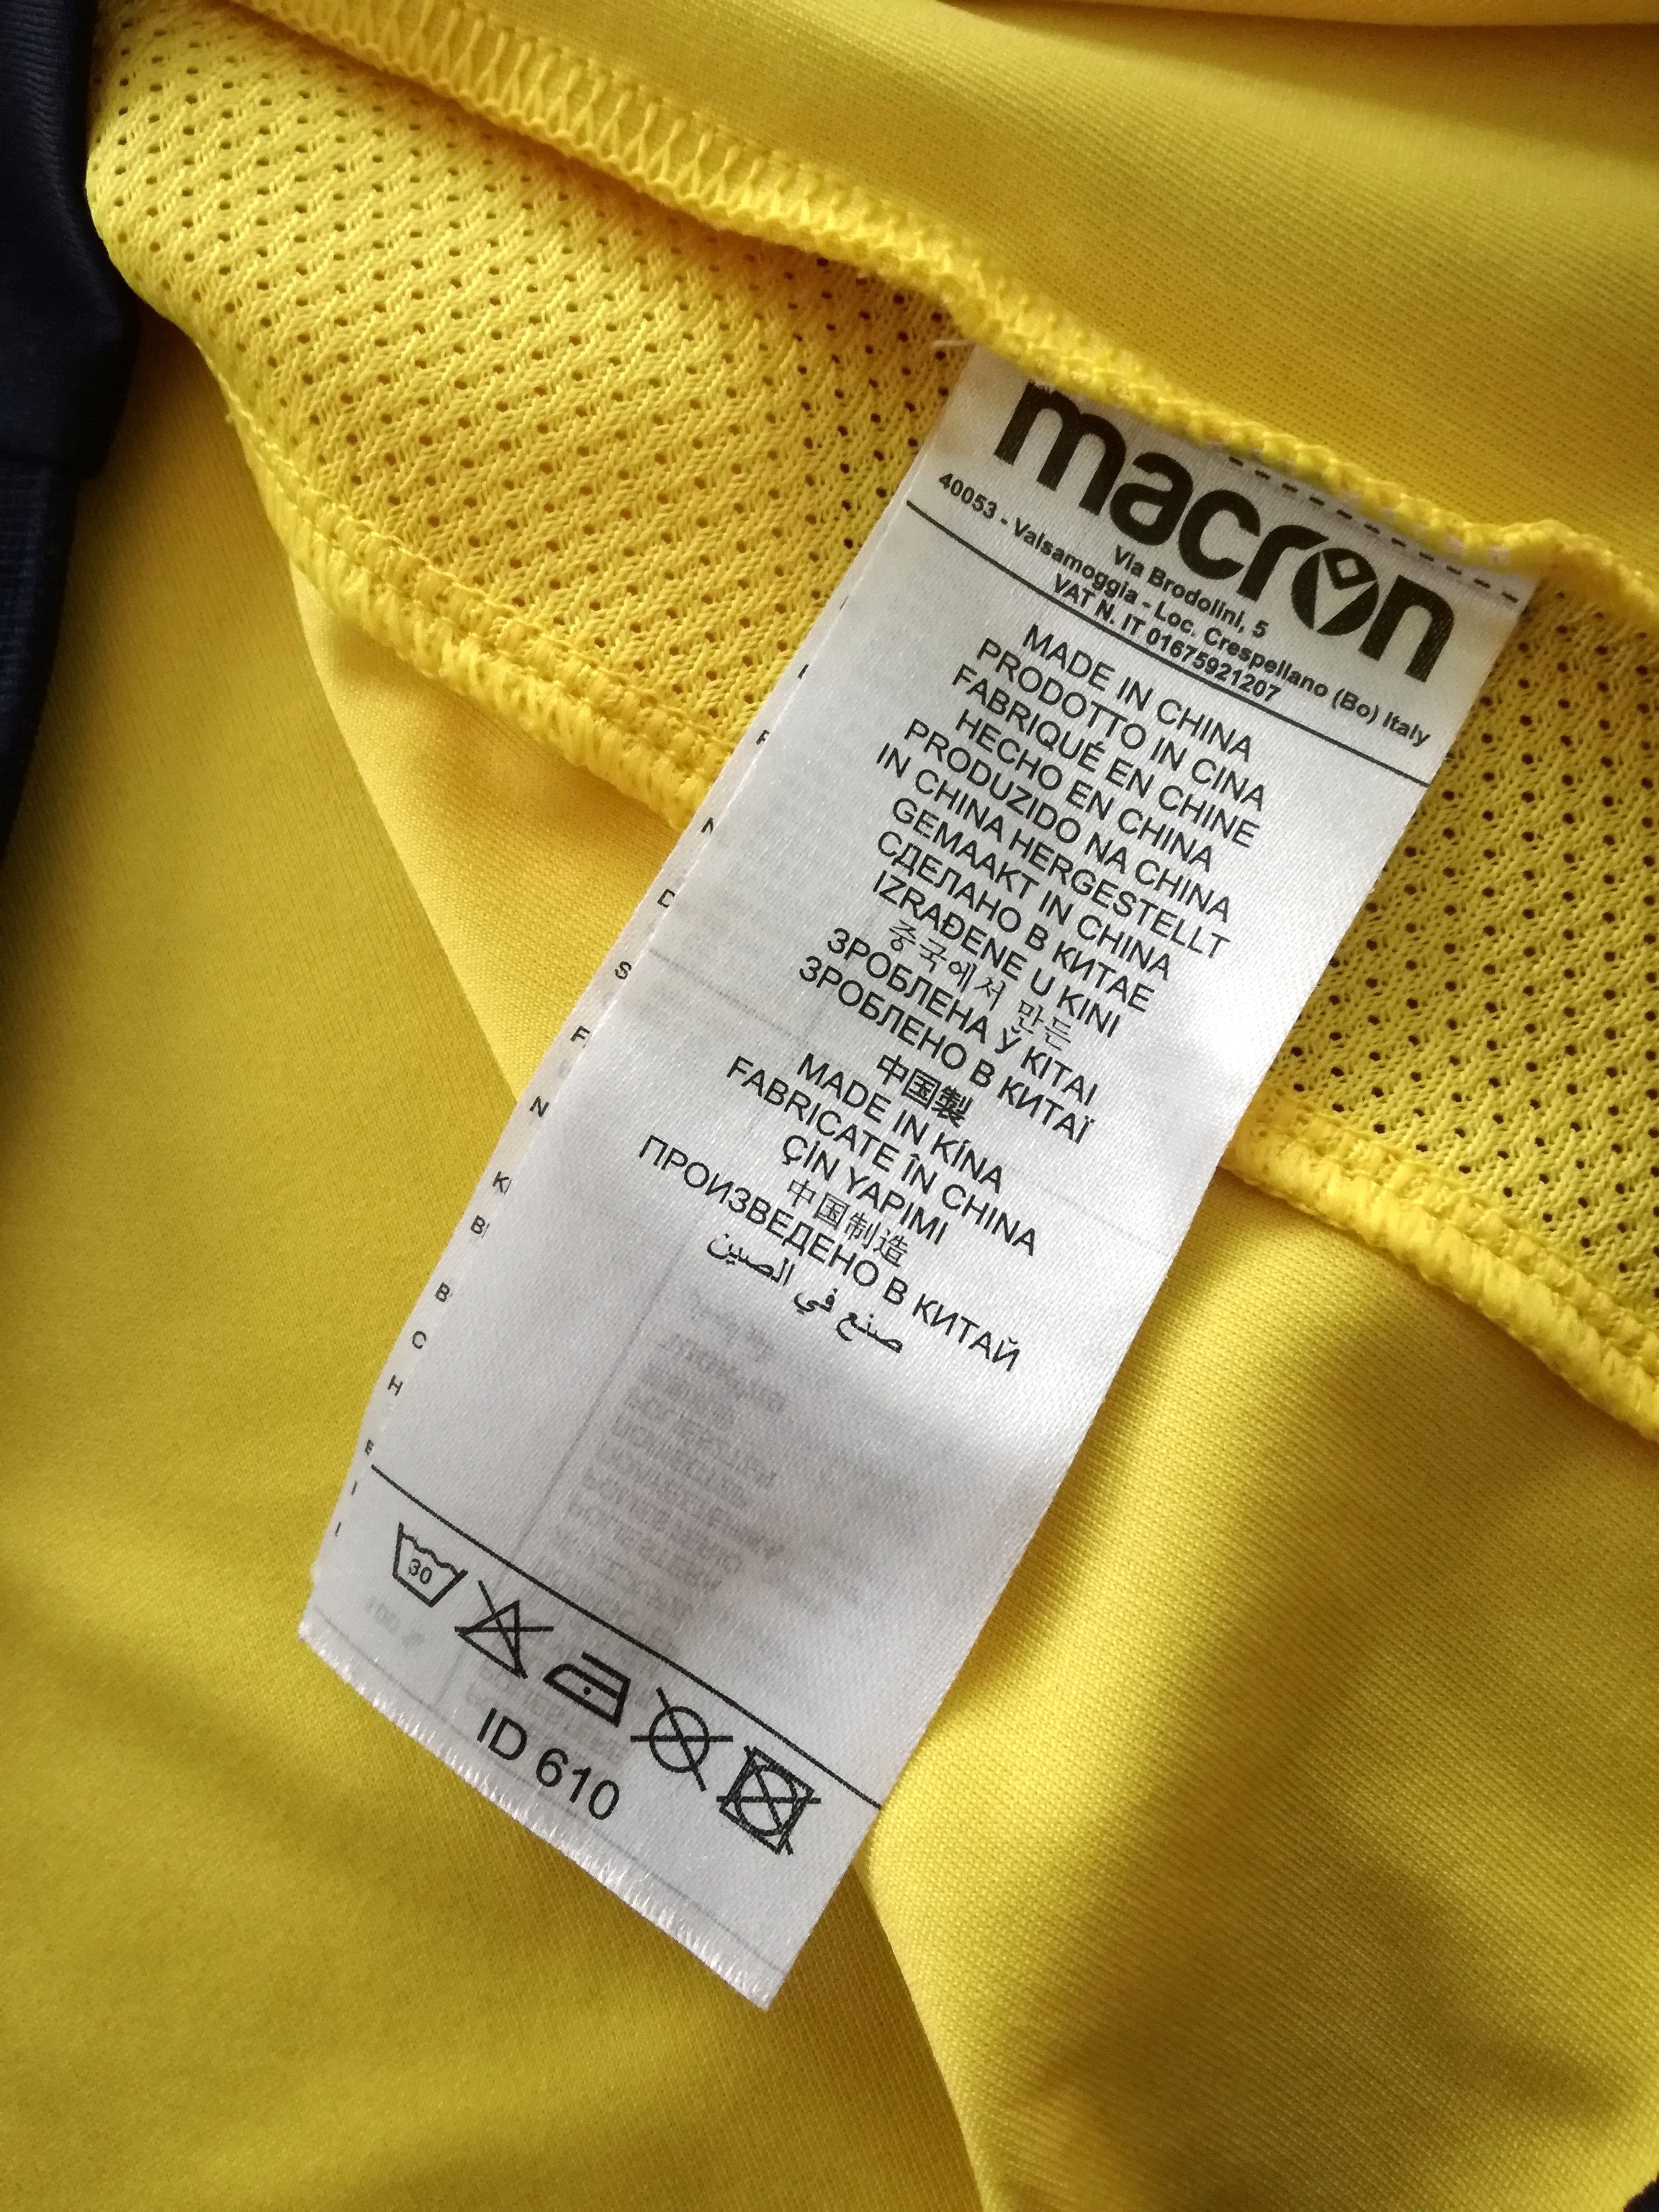 macron
Via Brodolini, 5
40053 - Valsamoggia - Loc. Crespellano (Bo) Italy
VAT N. IT 01675921207
MADE IN CHINA
PRODOTTO IN CINA
FABRIQUÉ EN CHINE
HECHO EN CHINA
PRODUZIDO NA CHINA
IN CHINA HERGESTELLT
GEMAAKT IN CHINA
СДЕЛАНО В КИТАЕ
IZRAĐENE U KINI
중국에서 만든
ЗРОБЛЕНА Ў KITAI
ЗРОБЛЕНО В КИТАЇ
中国製
MADE IN KÍNA
FABRICATE ÎN CHINA
ÇİN YAPIMI
中国制造
ПРОИЗВЕДЕНО В КИТАЙ
صنع في الصين
30
ID 610